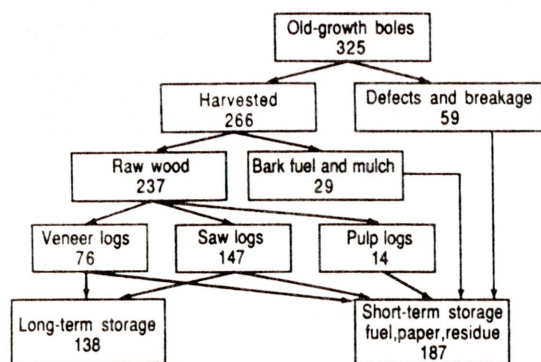 Old-growth boles
325
Harvested
266
Defects and breakage
59
Raw wood
237
Bark fuel and mulch
29
Veneer logs
76
Saw logs
147
Pulp logs
14
Long-term storage
138
Short-term storage
fuel,paper,residue
187